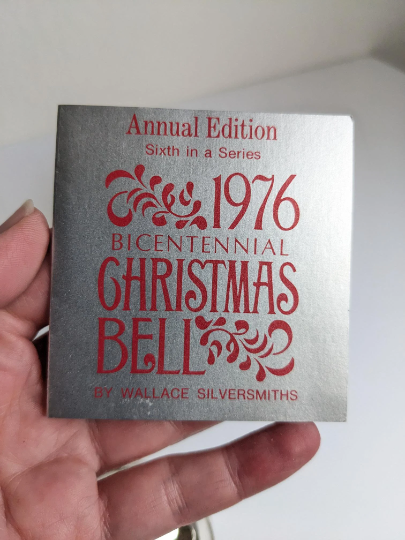 Annual Edition
Sixth in a Series
1976
BICENTENNIAL
CHRISTMAS
BELL
BY WALLACE SILVERSMITHS